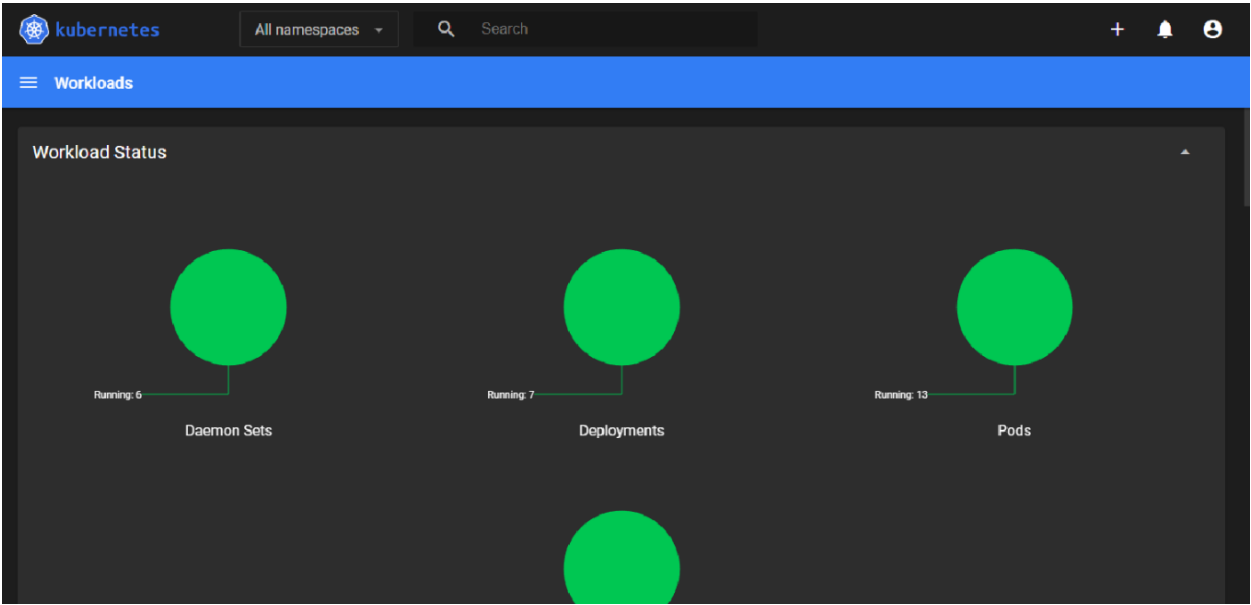 kubernetes
All namespaces
Search
Workloads
Workload Status
Running: 6
Running: 7
Running: 13
Daemon Sets
Deployments
Pods